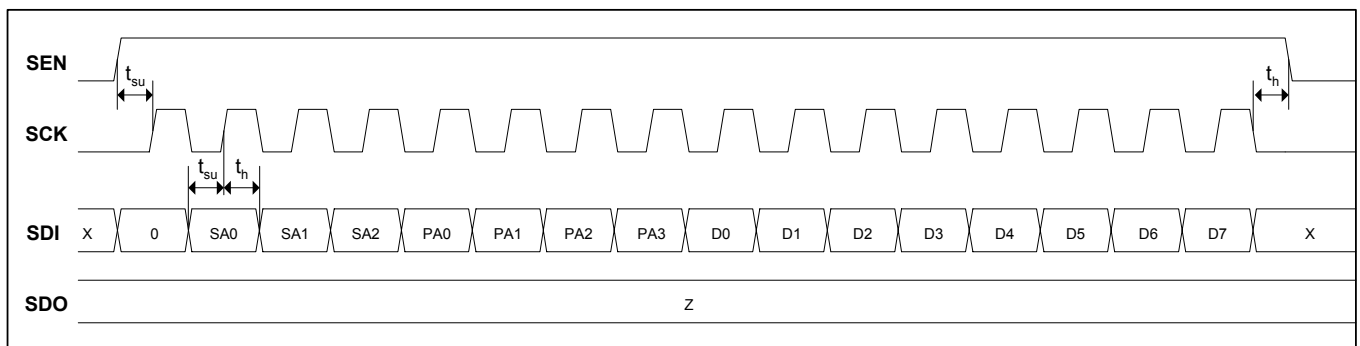 SEN
t_su
t_h
SCK
t_su t_h
SDI X 0 SA0 SA1 SA2 PA0 PA1 PA2 PA3 D0 D1 D2 D3 D4 D5 D6 D7 X
SDO Z